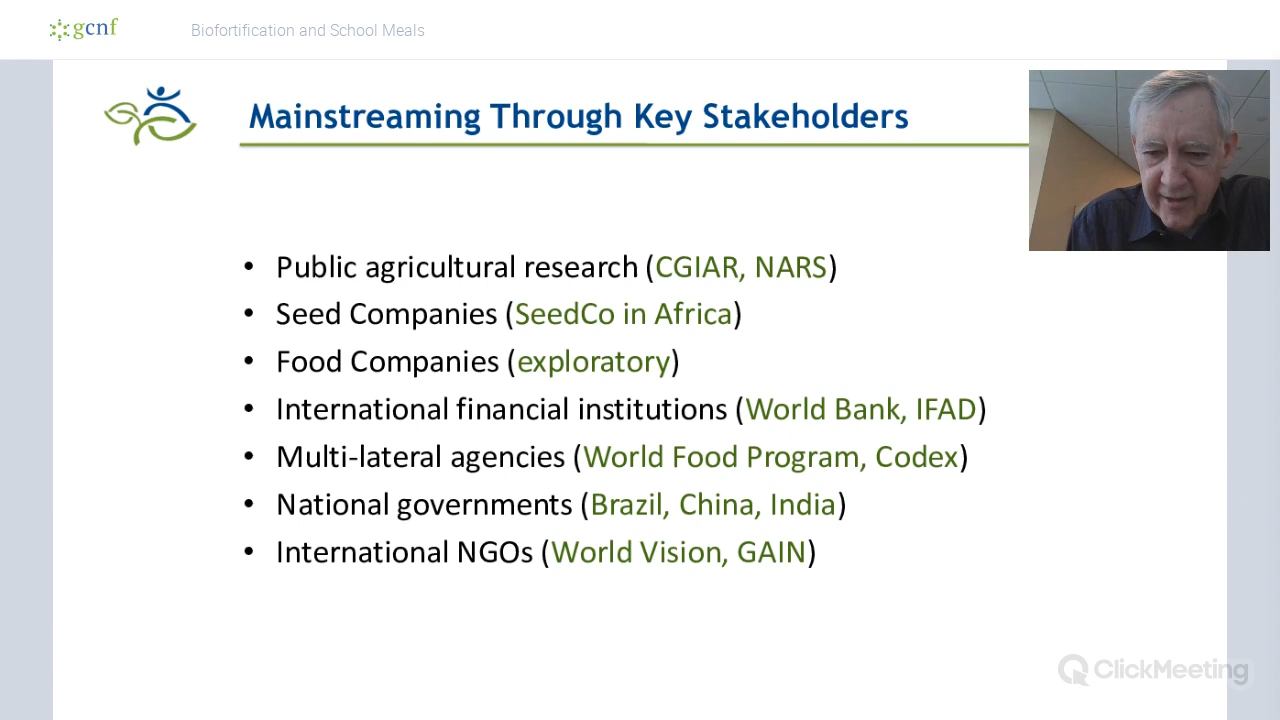 gcnf
Biofortification and School Meals
Mainstreaming Through Key Stakeholders
• Public agricultural research (CGIAR, NARS)
• Seed Companies (SeedCo in Africa)
• Food Companies (exploratory)
• International financial institutions (World Bank, IFAD)
• Multi-lateral agencies (World Food Program, Codex)
• National governments (Brazil, China, India)
• International NGOs (World Vision, GAIN)
ClickMeeting